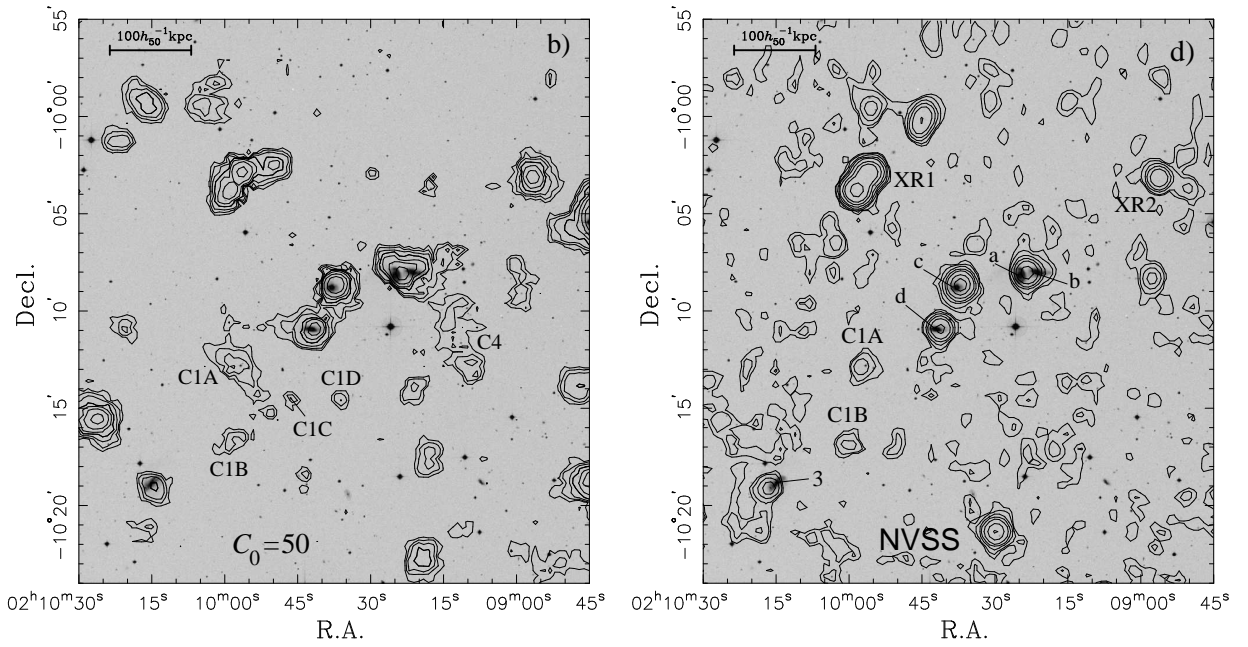 55′
−10° 00′
05′
10′
15′
−10° 20′
Decl.
100h₅₀⁻¹kpc
b)
C4
C1A
C1D
C1C
C1B
C₀=50
02ʰ10ᵐ30ˢ 15ˢ 10ᵐ00ˢ 45ˢ 30ˢ 15ˢ 09ᵐ00ˢ 45ˢ
R.A.
55′
−10° 00′
05′
10′
15′
−10° 20′
Decl.
100h₅₀⁻¹kpc
d)
XR1
XR2
a
c
b
d
C1A
C1B
3
NVSS
02ʰ10ᵐ30ˢ 15ˢ 10ᵐ00ˢ 45ˢ 30ˢ 15ˢ 09ᵐ00ˢ 45ˢ
R.A.